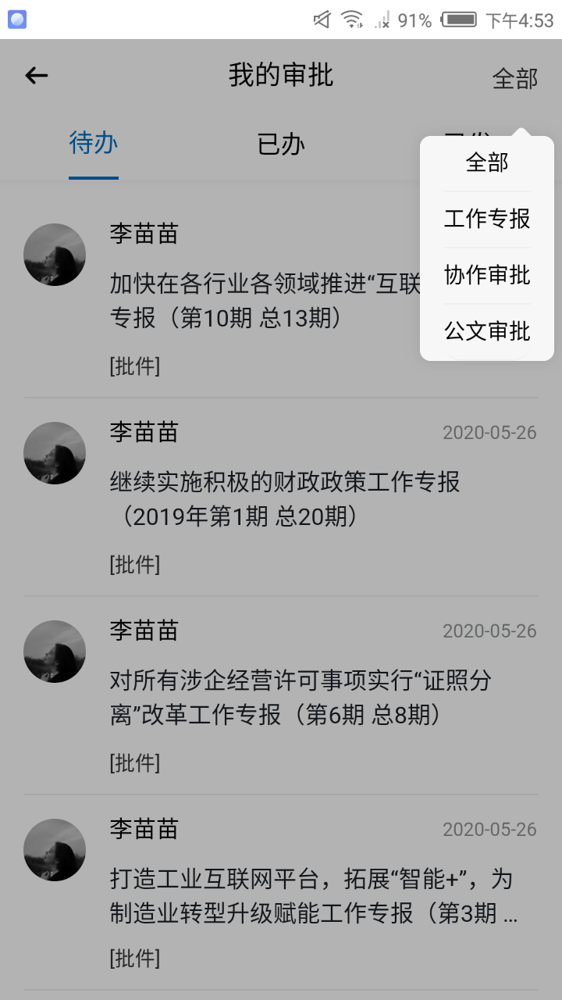 91% 下午4:53
我的审批
全部
待办
已办
全部
工作专报
协作审批
公文审批
李苗苗
加快在各行业各领域推进“互联
专报（第10期 总13期）
[批件]
李苗苗
2020-05-26
继续实施积极的财政政策工作专报
（2019年第1期 总20期）
[批件]
李苗苗
2020-05-26
对所有涉企经营许可事项实行“证照分
离”改革工作专报（第6期 总8期）
[批件]
李苗苗
2020-05-26
打造工业互联网平台，拓展“智能+”，为
制造业转型升级赋能工作专报（第3期 ...
[批件]